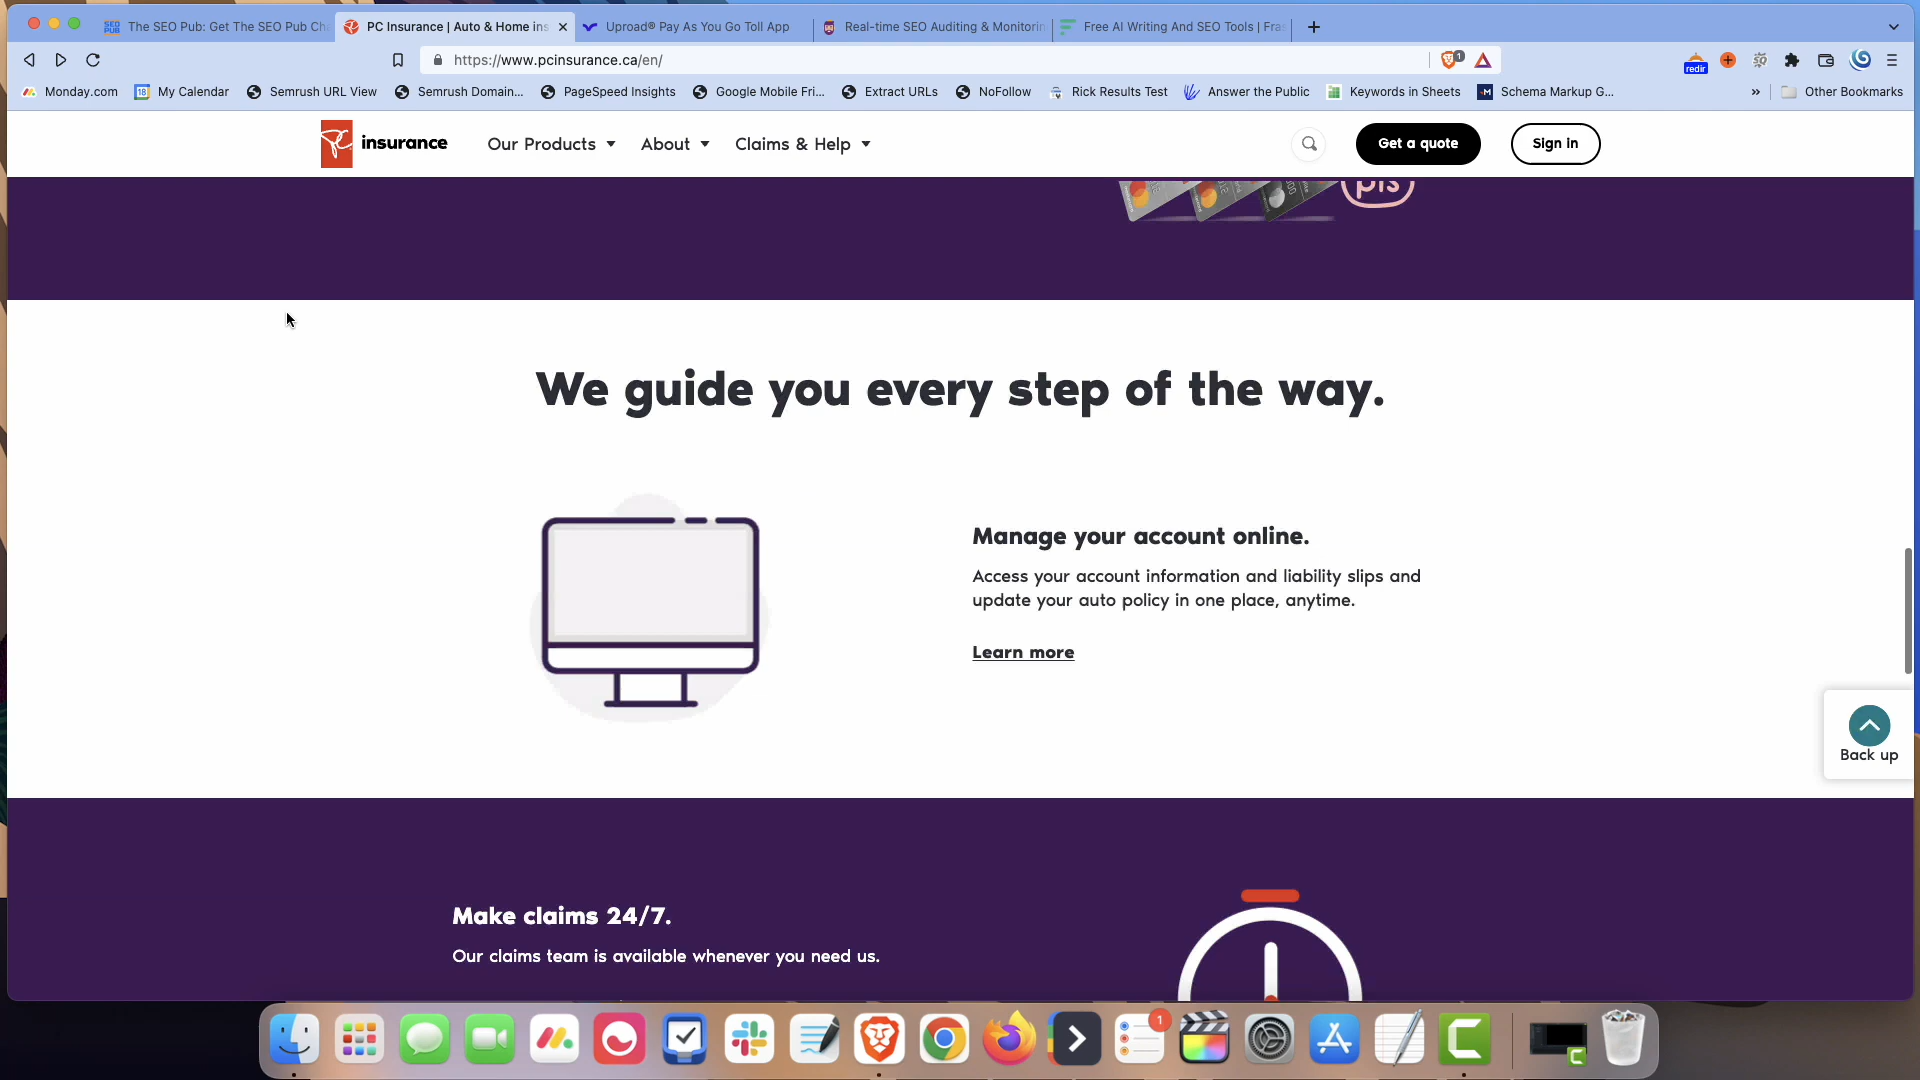 The SEO Pub: Get The SEO Pub Ch
PC Insurance | Auto & Home ins
Uproad® Pay As You Go Toll App
Real-time SEO Auditing & Monitorin
Free AI Writing And SEO Tools | Fras
https://www.pcinsurance.ca/en/
1
redir
Monday.com
18
My Calendar
Semrush URL View
Semrush Domain...
PageSpeed Insights
Google Mobile Fri...
Extract URLs
NoFollow
Rick Results Test
Answer the Public
Keywords in Sheets
Schema Markup G...
»
Other Bookmarks
insurance
Our Products
About
Claims & Help
Get a quote
Sign in
pts
We guide you every step of the way.
Manage your account online.
Access your account information and liability slips and
update your auto policy in one place, anytime.
Learn more
Back up
Make claims 24/7.
Our claims team is available whenever you need us.
1